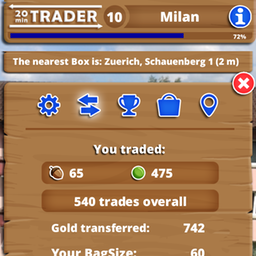 20 min TRADER 10 Milan
72%
The nearest Box is: Zuerich, Schauenberg 1 (2 m)
You traded:
65 475
540 trades overall
Gold transferred: 742
Your BagSize: 60